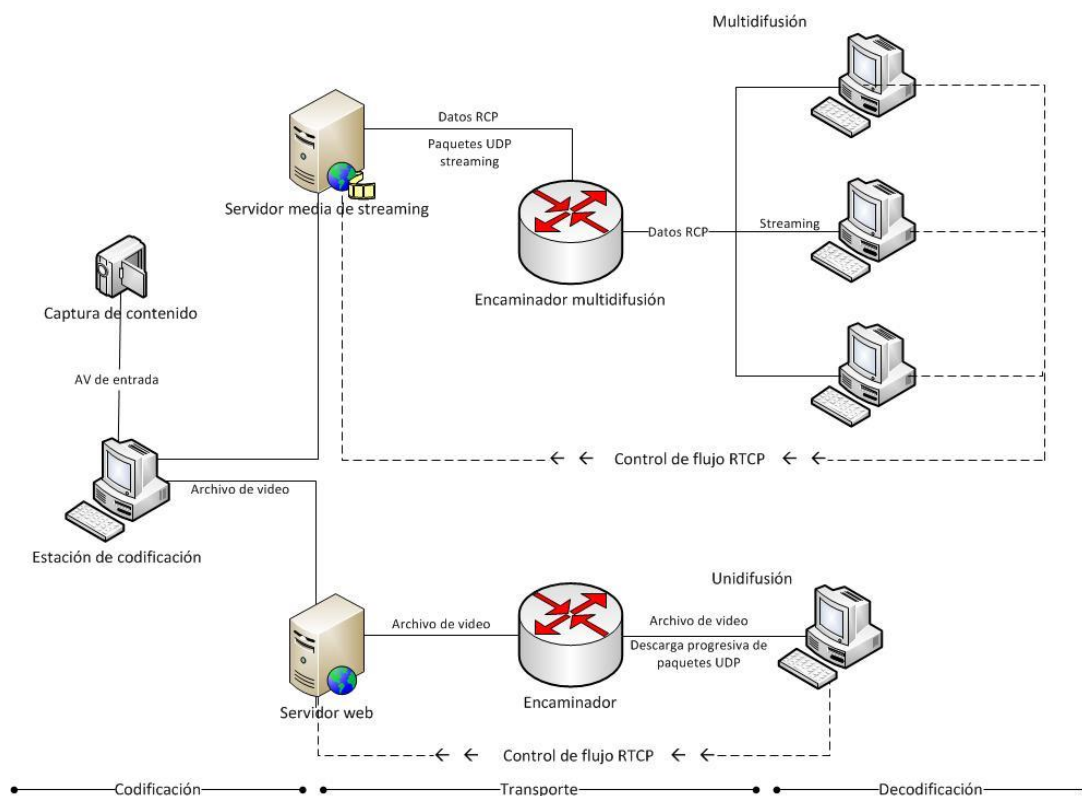 Multidifusión
Datos RCP
Paquetes UDP
streaming
Servidor media de streaming
Datos RCP
Streaming
Encaminador multidifusión
Captura de contenido
AV de entrada
Control de flujo RTCP
Archivo de video
Estación de codificación
Unidifusión
Archivo de video
Archivo de video
Descarga progresiva de
paquetes UDP
Servidor web
Encaminador
Control de flujo RTCP
Codificación
Transporte
Decodificación